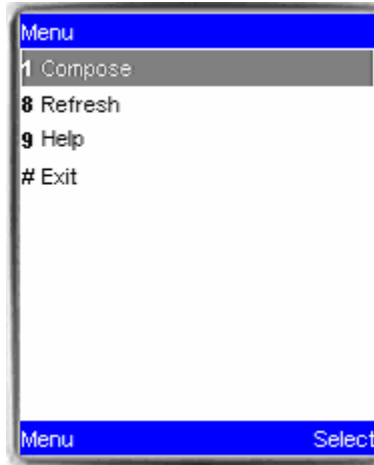 Menu
1 Compose
8 Refresh
9 Help
# Exit
Menu Select